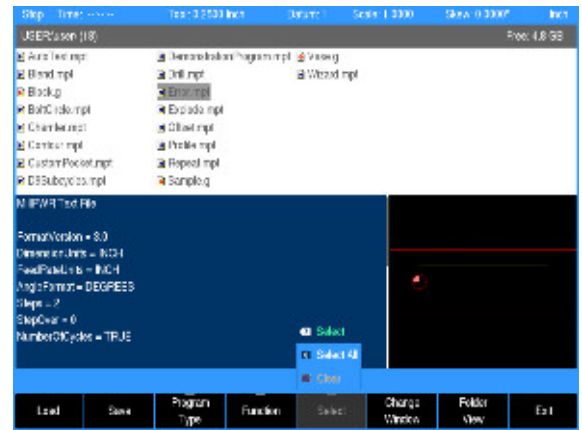 Stop Time: --:--:-- Tool: 0.2500 Inch Datum: 1 Scale: 1.0000 Skew: 0.0000° Inch
USER/user (18) Free: 4.8 GB
AutoTest.mpt DemonstrationProgram.mpt Vase.g
Blend.mpt Drill.mpt Wizard.mpt
Block.g Error.mpt
BoltCircle.mpt Explode.mpt
Chamfer.mpt Offset.mpt
Contour.mpt Profile.mpt
CustomPocket.mpt Repeat.mpt
DBSubcycles.mpt Sample.g
MillPWR Text File
FormatVersion = 3.0
DimensionUnits = INCH
FeedRateUnits = INCH
AngleFormat = DEGREES
Steps = 2
StepOver = 0
NumberOfCycles = TRUE
Select
Select All
Clear
Load Save Program Type Function Select Change Window Folder View Exit